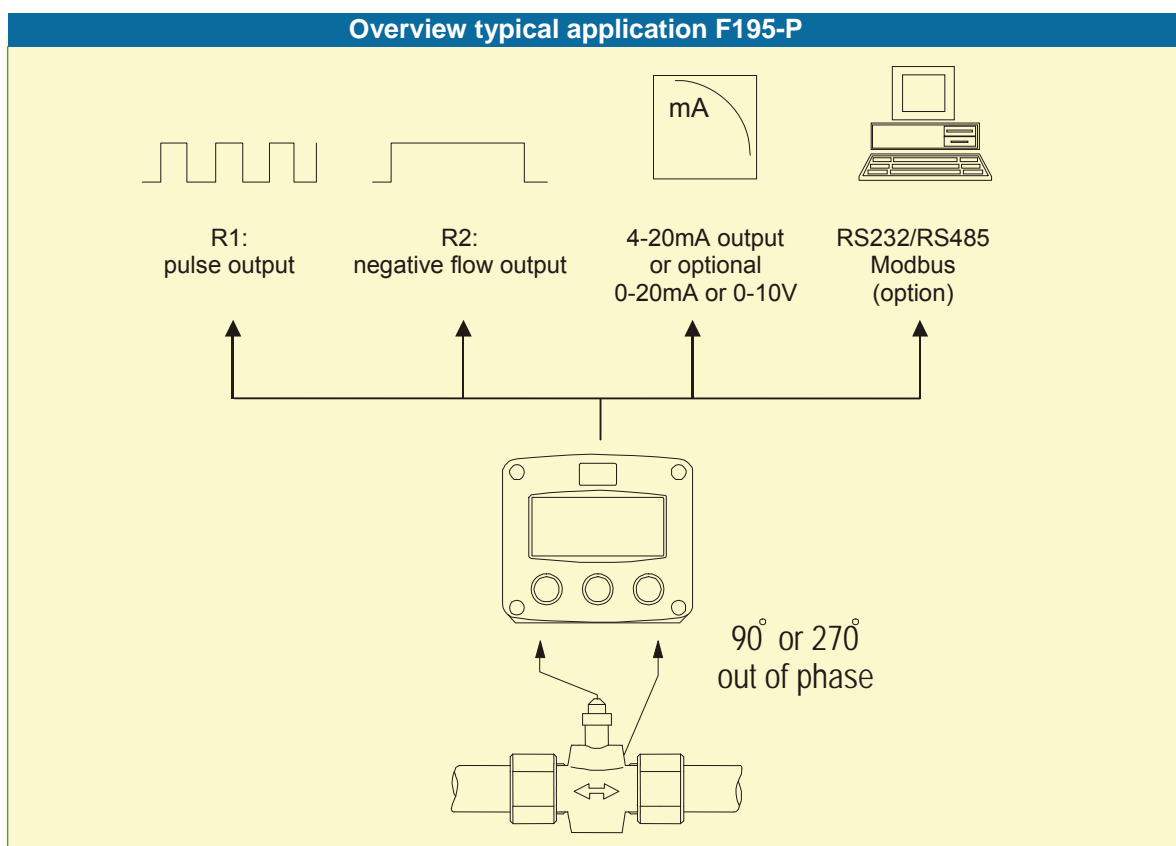 Overview typical application F195-P
mA
R1:
pulse output
R2:
negative flow output
4-20mA output
or optional
0-20mA or 0-10V
RS232/RS485
Modbus
(option)
90° or 270°
out of phase